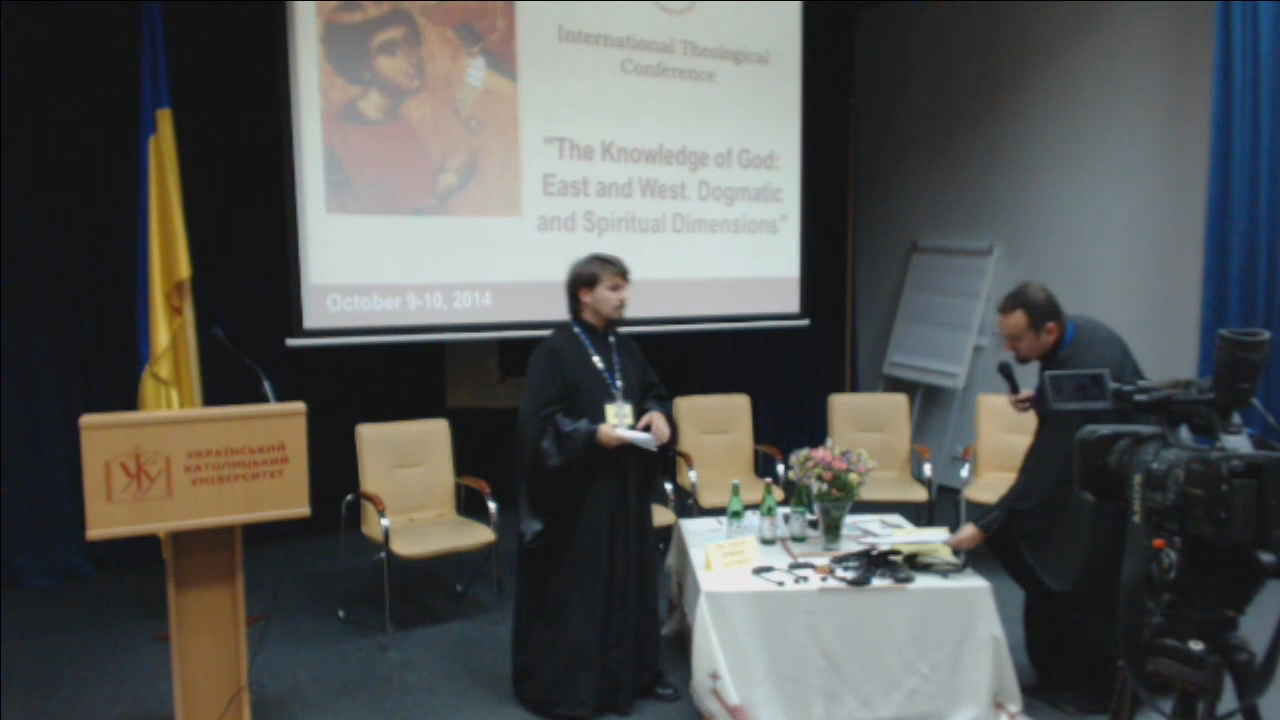 International Theological
Conference
"The Knowledge of God:
East and West. Dogmatic
and Spiritual Dimensions"
October 9-10, 2014
УКРАЇНСЬКИЙ
КАТОЛИЦЬКИЙ
УНІВЕРСИТЕТ